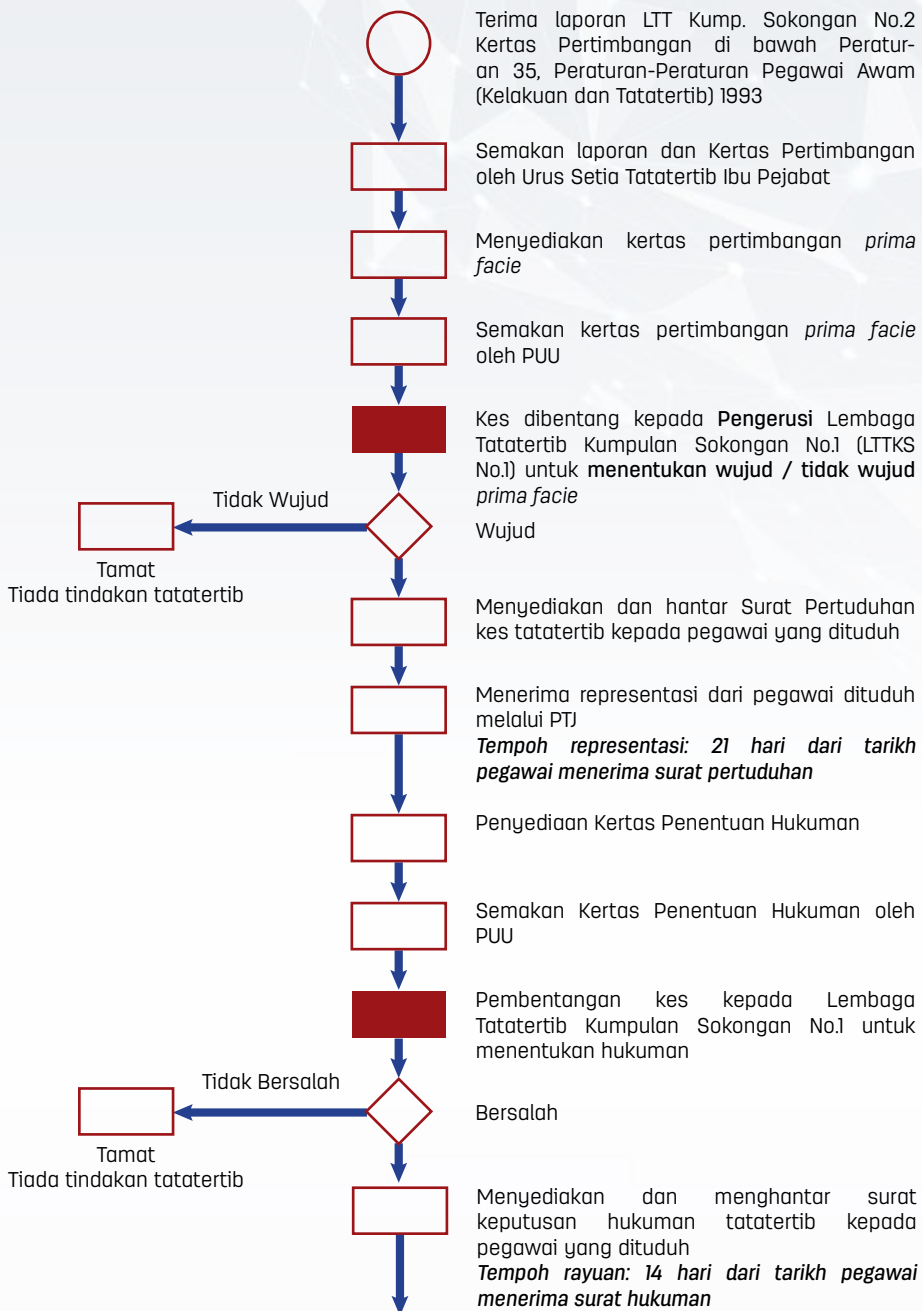 Terima laporan LTT Kump. Sokongan No.2
Kertas Pertimbangan di bawah Peratur-
an 35, Peraturan-Peraturan Pegawai Awam
(Kelakuan dan Tatatertib) 1993
Semakan laporan dan Kertas Pertimbangan
oleh Urus Setia Tatatertib Ibu Pejabat
Menyediakan kertas pertimbangan prima
facie
Semakan kertas pertimbangan prima facie
oleh PUU
Kes dibentang kepada Pengerusi Lembaga
Tatatertib Kumpulan Sokongan No.1 (LTTKS
No.1) untuk menentukan wujud / tidak wujud
prima facie
Tidak Wujud
Wujud
Tamat
Tiada tindakan tatatertib
Menyediakan dan hantar Surat Pertuduhan
kes tatatertib kepada pegawai yang dituduh
Menerima representasi dari pegawai dituduh
melalui PTJ
Tempoh representasi: 21 hari dari tarikh
pegawai menerima surat pertuduhan
Penyediaan Kertas Penentuan Hukuman
Semakan Kertas Penentuan Hukuman oleh
PUU
Pembentangan kes kepada Lembaga
Tatatertib Kumpulan Sokongan No.1 untuk
menentukan hukuman
Tidak Bersalah
Bersalah
Tamat
Tiada tindakan tatatertib
Menyediakan dan menghantar surat
keputusan hukuman tatatertib kepada
pegawai yang dituduh
Tempoh rayuan: 14 hari dari tarikh pegawai
menerima surat hukuman